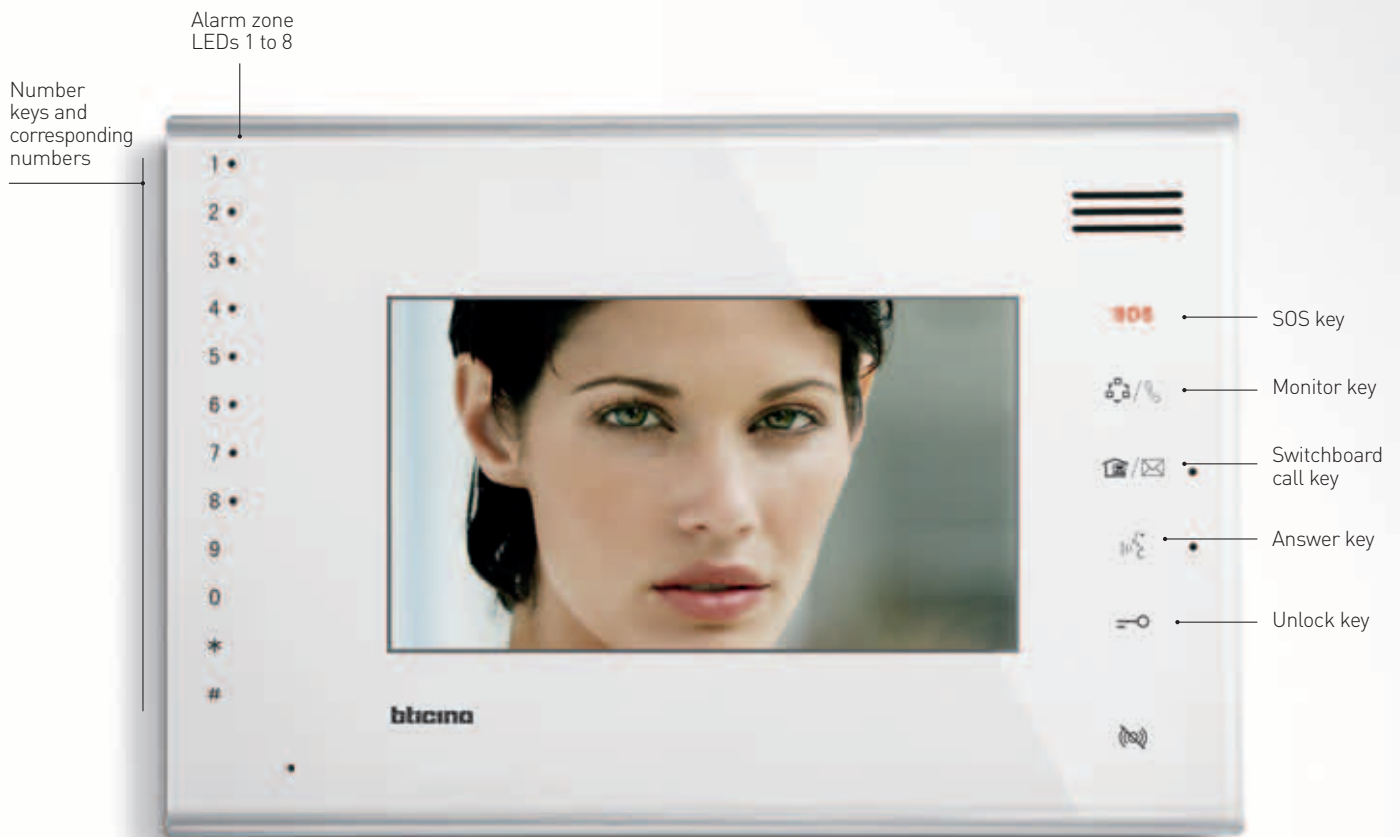 Alarm zone
LEDs 1 to 8
Number
keys and
corresponding
numbers
1
2
3
4
5
6
7
8
9
0
*
#
SOS
SOS key
Monitor key
Switchboard
call key
Answer key
Unlock key
bticino